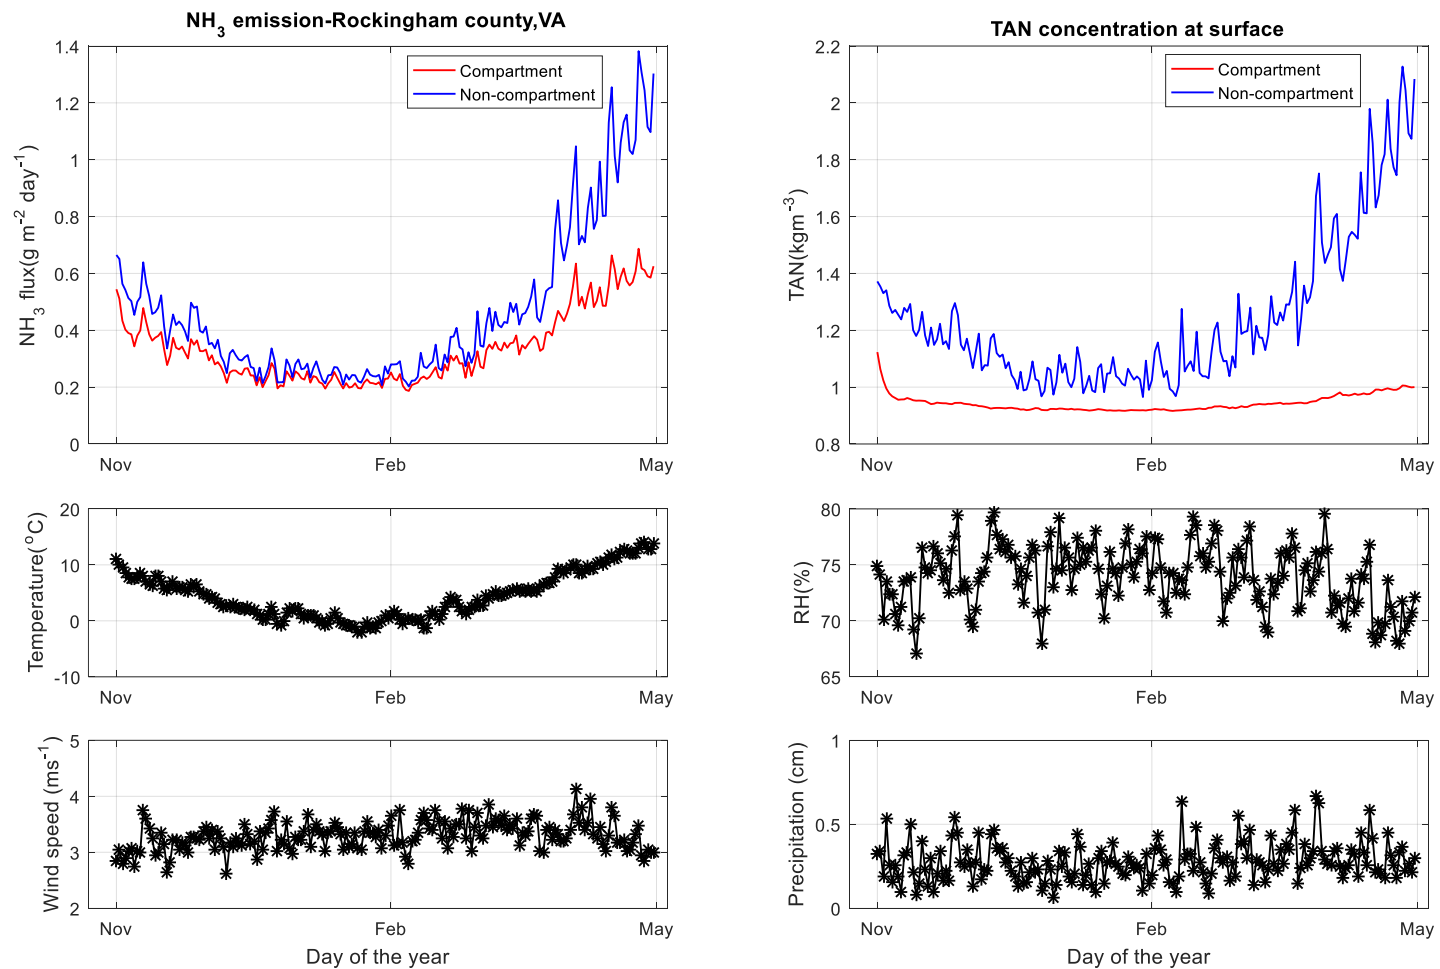 NH3 emission-Rockingham county,VA
1.4
1.2
1
0.8
0.6
0.4
0.2
0
NH3 flux(g m-2 day-1)
Compartment
Non-compartment
Nov Feb May
TAN concentration at surface
2.2
2
1.8
1.6
1.4
1.2
1
0.8
TAN(kgm-3)
Compartment
Non-compartment
Nov Feb May
20
10
0
-10
Temperature(oC)
Nov Feb May
80
75
70
65
RH(%)
Nov Feb May
5
4
3
2
Wind speed (ms-1)
Nov Feb May
Day of the year
1
0.5
0
Precipitation (cm)
Nov Feb May
Day of the year